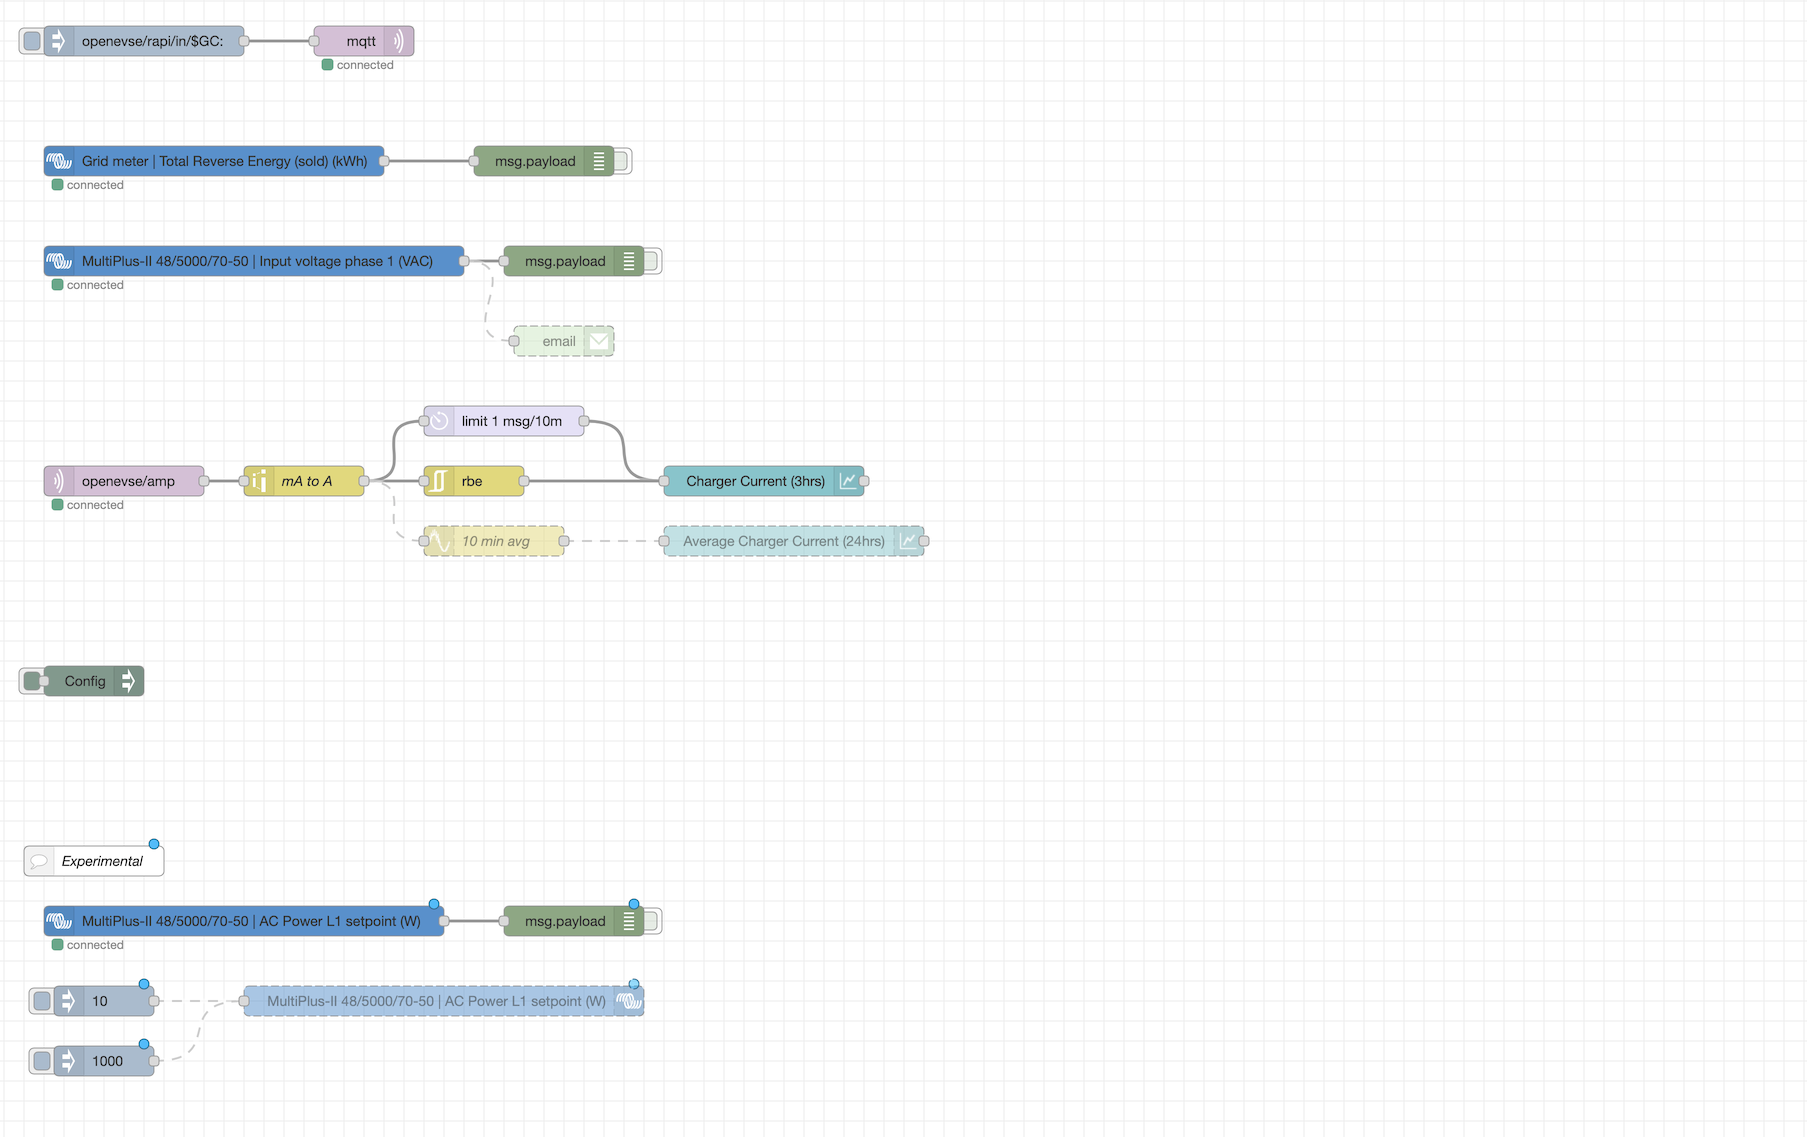 openevse/rapi/in/$GC:
mqtt
connected
Grid meter | Total Reverse Energy (sold) (kWh)
msg.payload
connected
MultiPlus-II 48/5000/70-50 | Input voltage phase 1 (VAC)
msg.payload
connected
email
limit 1 msg/10m
openevse/amp
mA to A
rbe
Charger Current (3hrs)
connected
10 min avg
Average Charger Current (24hrs)
Config
Experimental
MultiPlus-II 48/5000/70-50 | AC Power L1 setpoint (W)
msg.payload
connected
10
MultiPlus-II 48/5000/70-50 | AC Power L1 setpoint (W)
1000